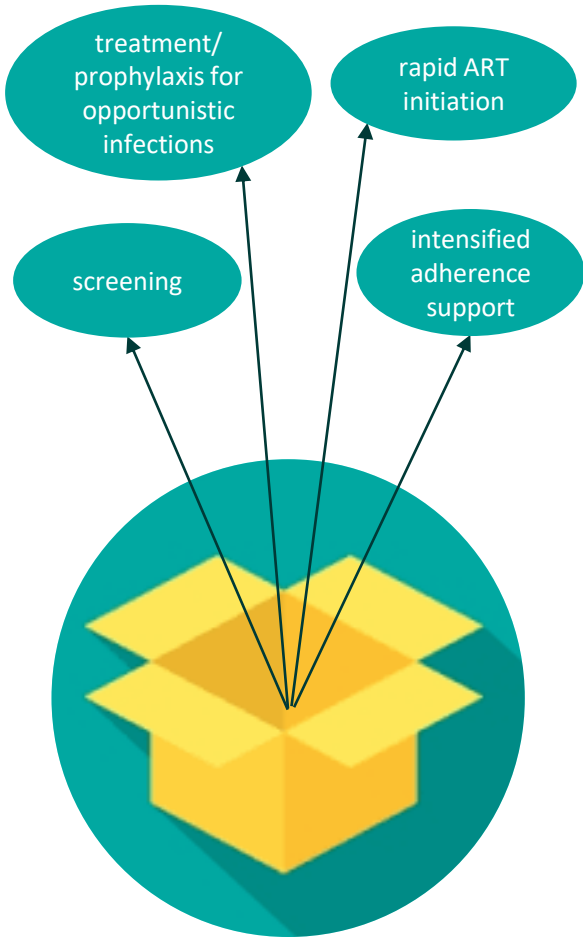 treatment/
prophylaxis for
opportunistic
infections
rapid ART
initiation
screening
intensified
adherence
support